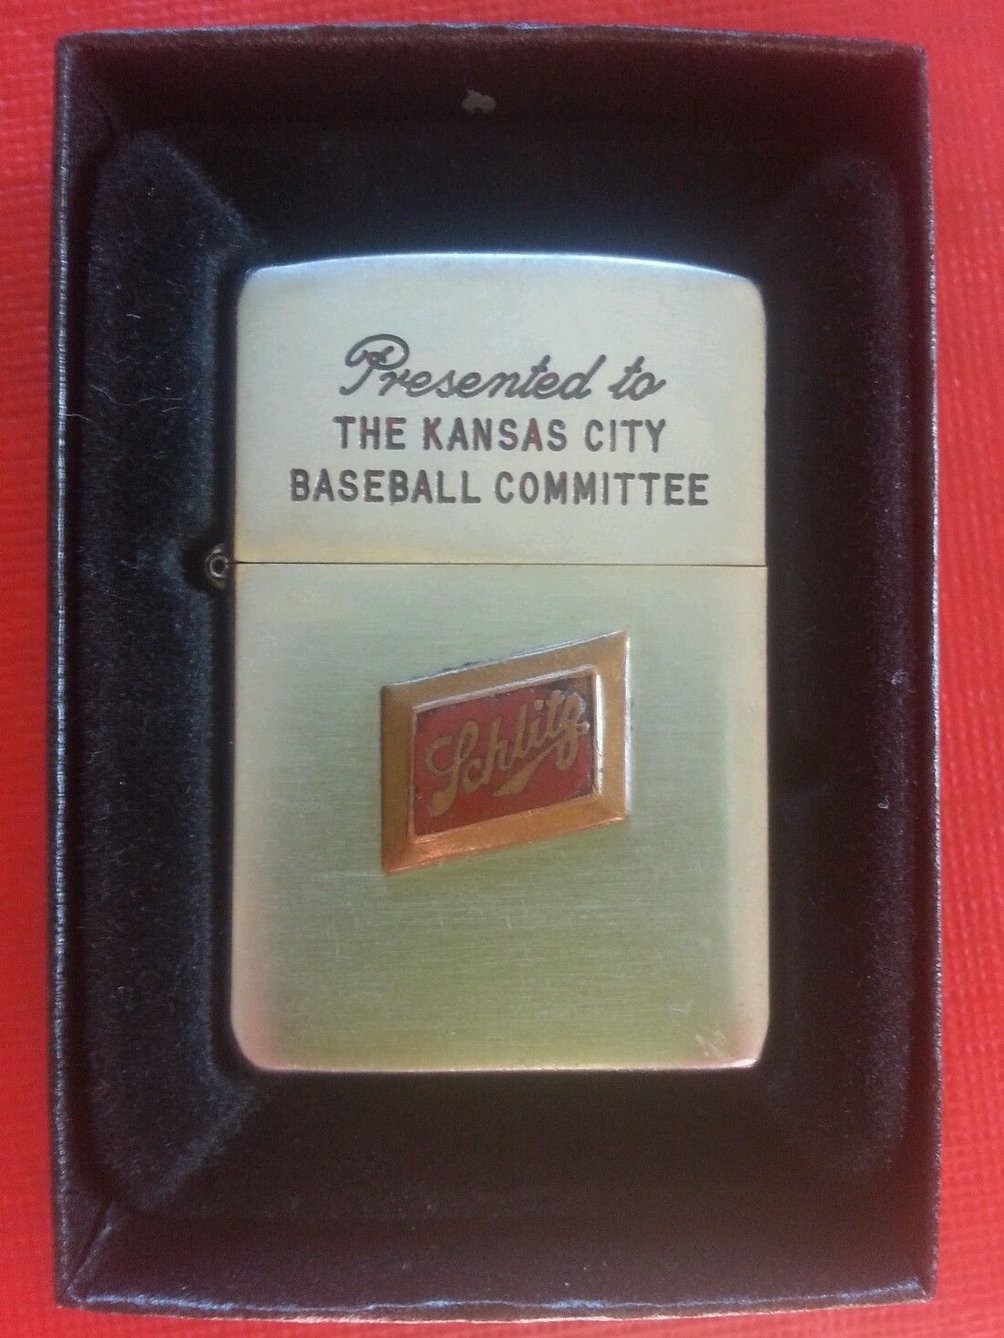 Presented to
THE KANSAS CITY
BASEBALL COMMITTEE
Schlitz